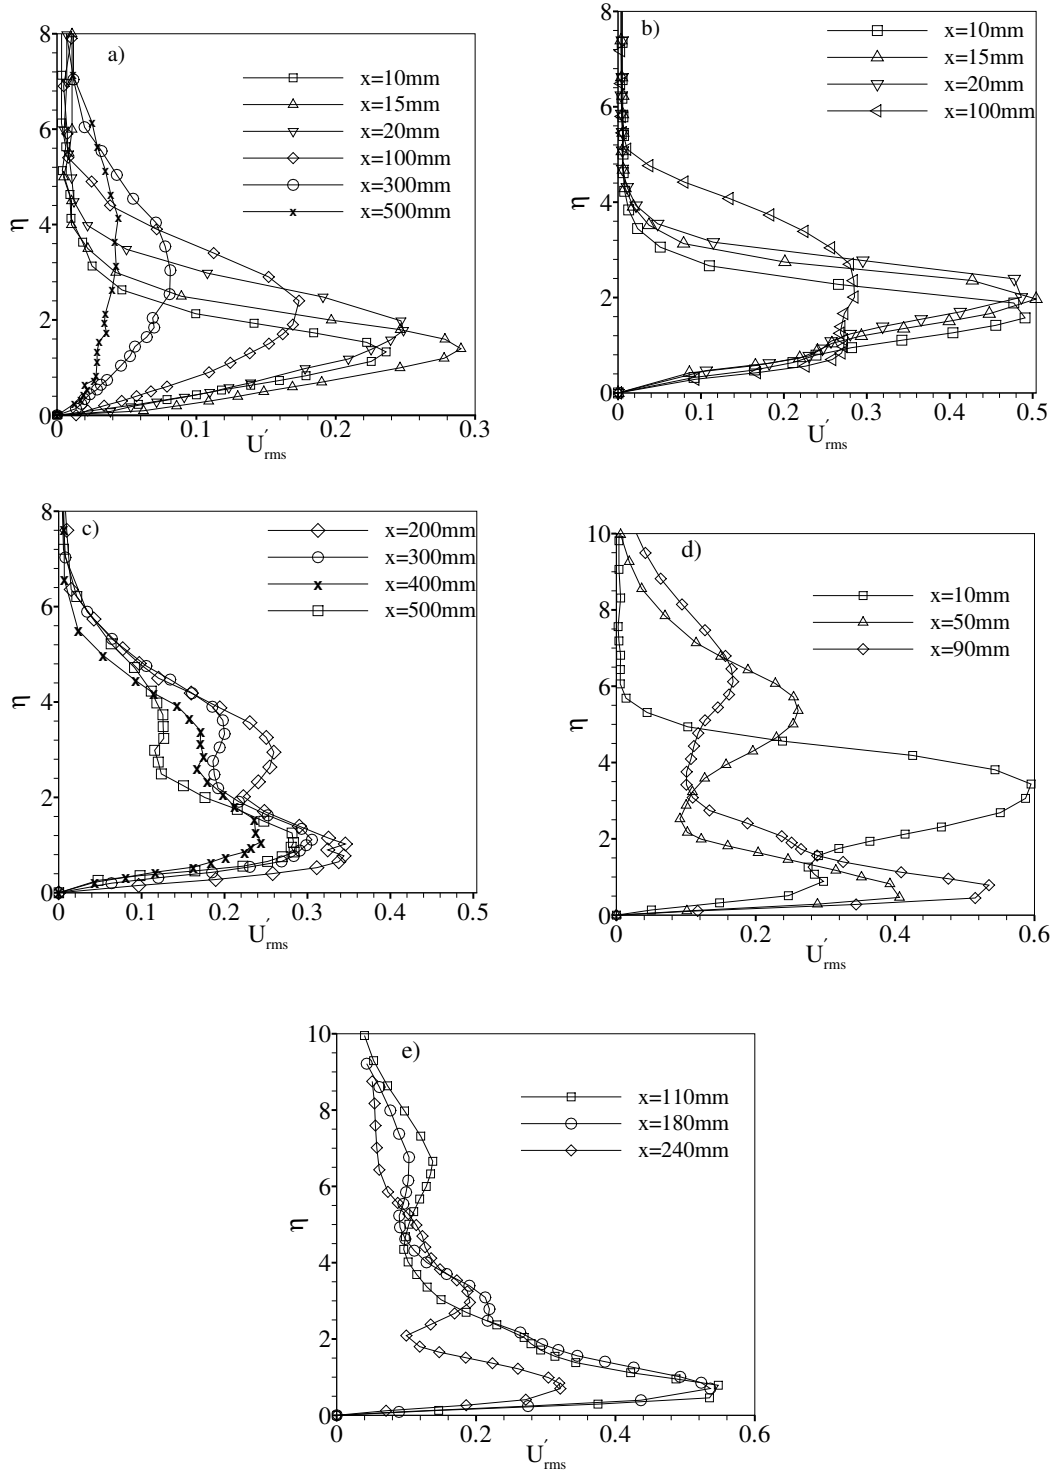 a)
x=10mm
x=15mm
x=20mm
x=100mm
x=300mm
x=500mm
η
8
6
4
2
0
0
0.1
0.2
0.3
U′rms
b)
x=10mm
x=15mm
x=20mm
x=100mm
η
8
6
4
2
0
0
0.1
0.2
0.3
0.4
0.5
U′rms
c)
x=200mm
x=300mm
x=400mm
x=500mm
η
8
6
4
2
0
0
0.1
0.2
0.3
0.4
0.5
U′rms
d)
x=10mm
x=50mm
x=90mm
η
10
8
6
4
2
0
0
0.2
0.4
0.6
U′rms
e)
x=110mm
x=180mm
x=240mm
η
10
8
6
4
2
0
0
0.2
0.4
0.6
U′rms